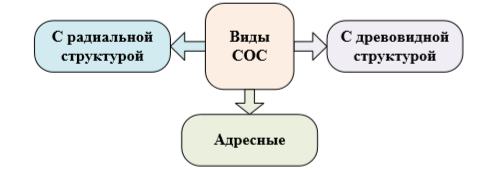 С радиальной
структурой
Виды
СОС
С древовидной
структурой
Адресные